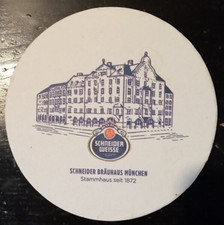 SCHNEIDER
WEISSE
SCHNEIDER BRÄUHAUS MÜNCHEN
Stammhaus seit 1872